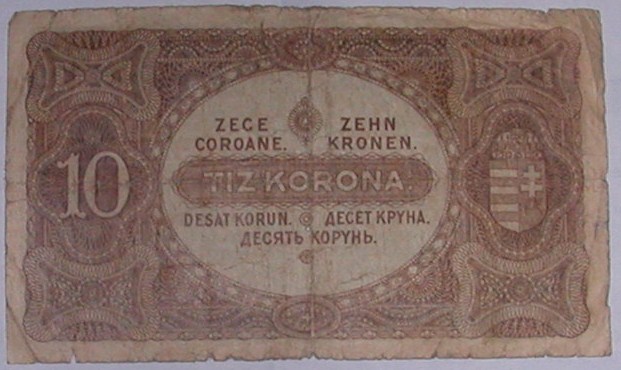 ZECE ZEHN
COROANE. KRONEN.
10
TIZ KORONA.
DESAT KORUN. ДЕСЕТ КРУНА.
ДЕСЯТЬ КОРУНЬ.